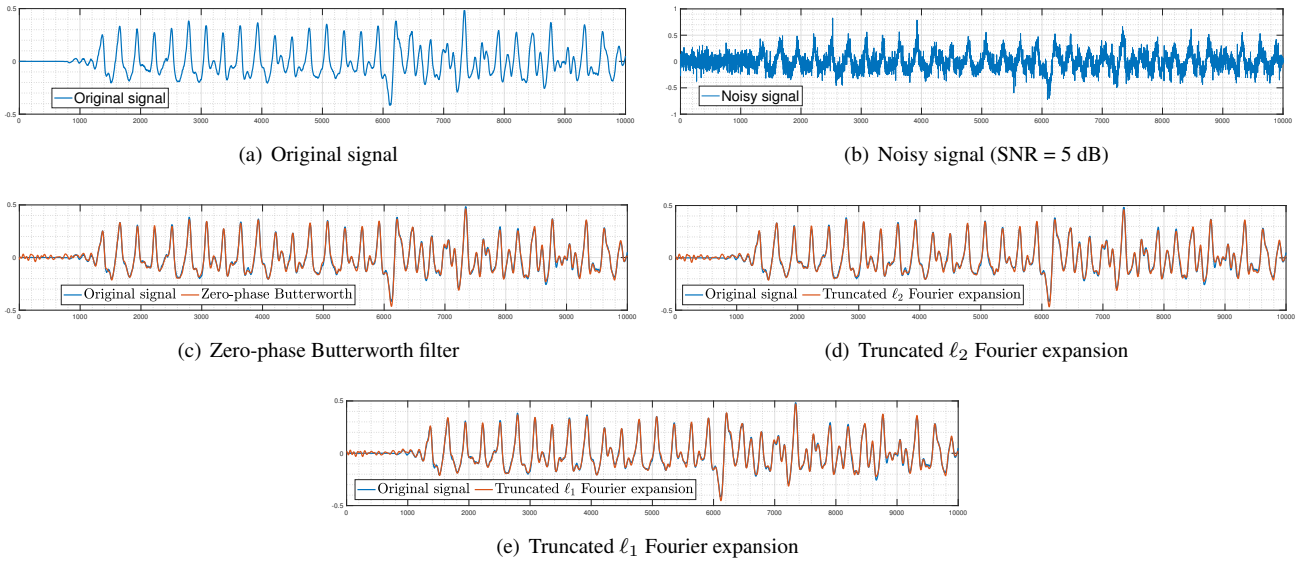 0.5
0
-0.5
Original signal
0 1000 2000 3000 4000 5000 6000 7000 8000 9000 10000
(a) Original signal
1
0.5
0
-0.5
-1
Noisy signal
0 1000 2000 3000 4000 5000 6000 7000 8000 9000 10000
(b) Noisy signal (SNR = 5 dB)
0.5
0
-0.5
Original signal Zero-phase Butterworth
0 1000 2000 3000 4000 5000 6000 7000 8000 9000 10000
(c) Zero-phase Butterworth filter
0.5
0
-0.5
Original signal Truncated ℓ₂ Fourier expansion
0 1000 2000 3000 4000 5000 6000 7000 8000 9000 10000
(d) Truncated ℓ₂ Fourier expansion
0.5
0
-0.5
Original signal Truncated ℓ₁ Fourier expansion
0 1000 2000 3000 4000 5000 6000 7000 8000 9000 10000
(e) Truncated ℓ₁ Fourier expansion